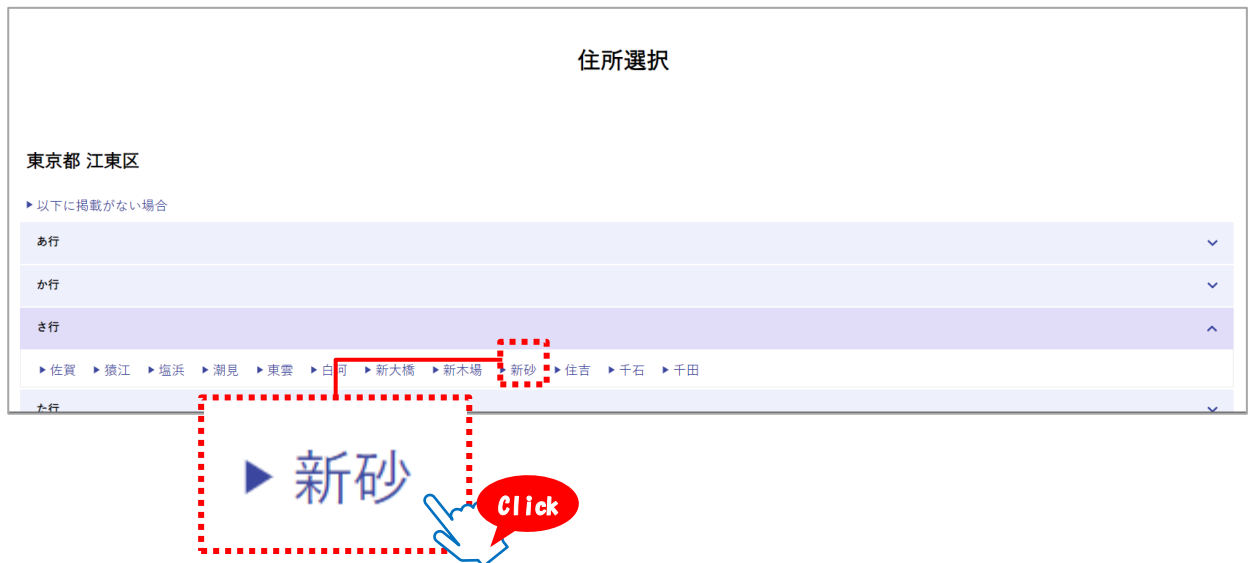 住所選択
東京都 江東区
以下に掲載がない場合
あ行
か行
さ行
佐賀 猿江 塩浜 潮見 東雲 白河 新大橋 新木場 新砂 住吉 千石 千田
た行
新砂
Click